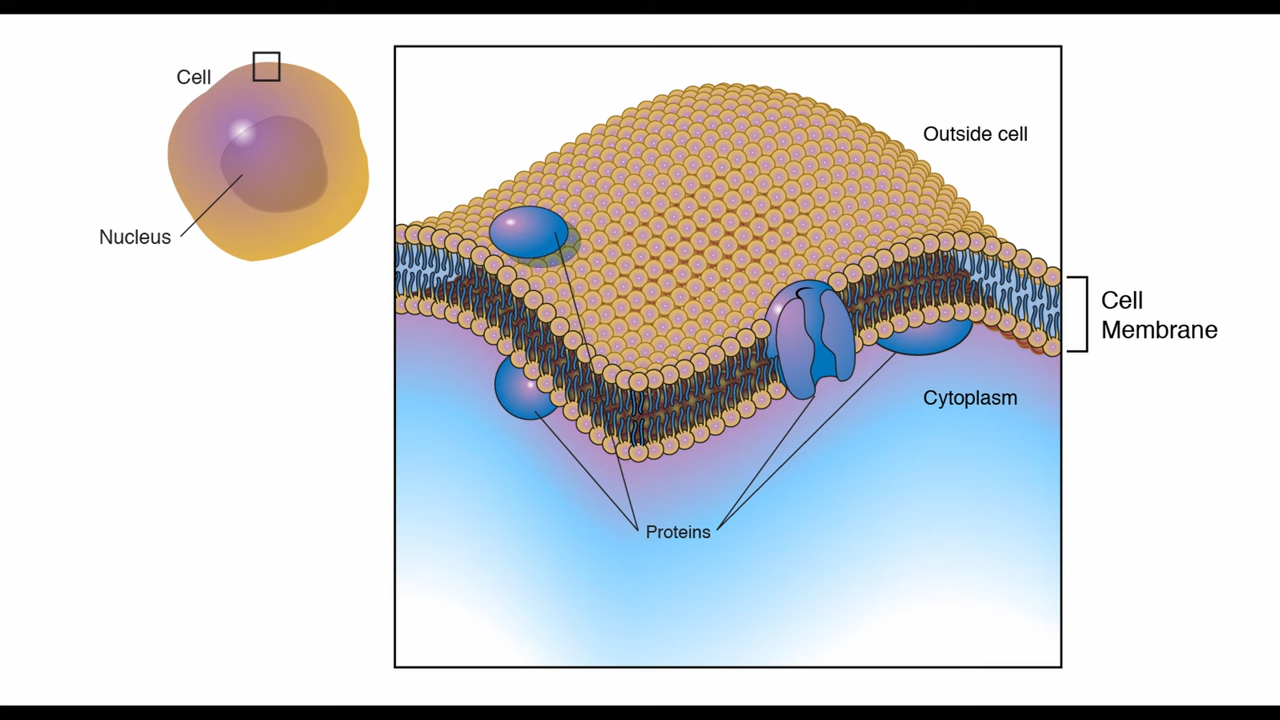 Cell
Nucleus
Outside cell
Cell
Membrane
Cytoplasm
Proteins